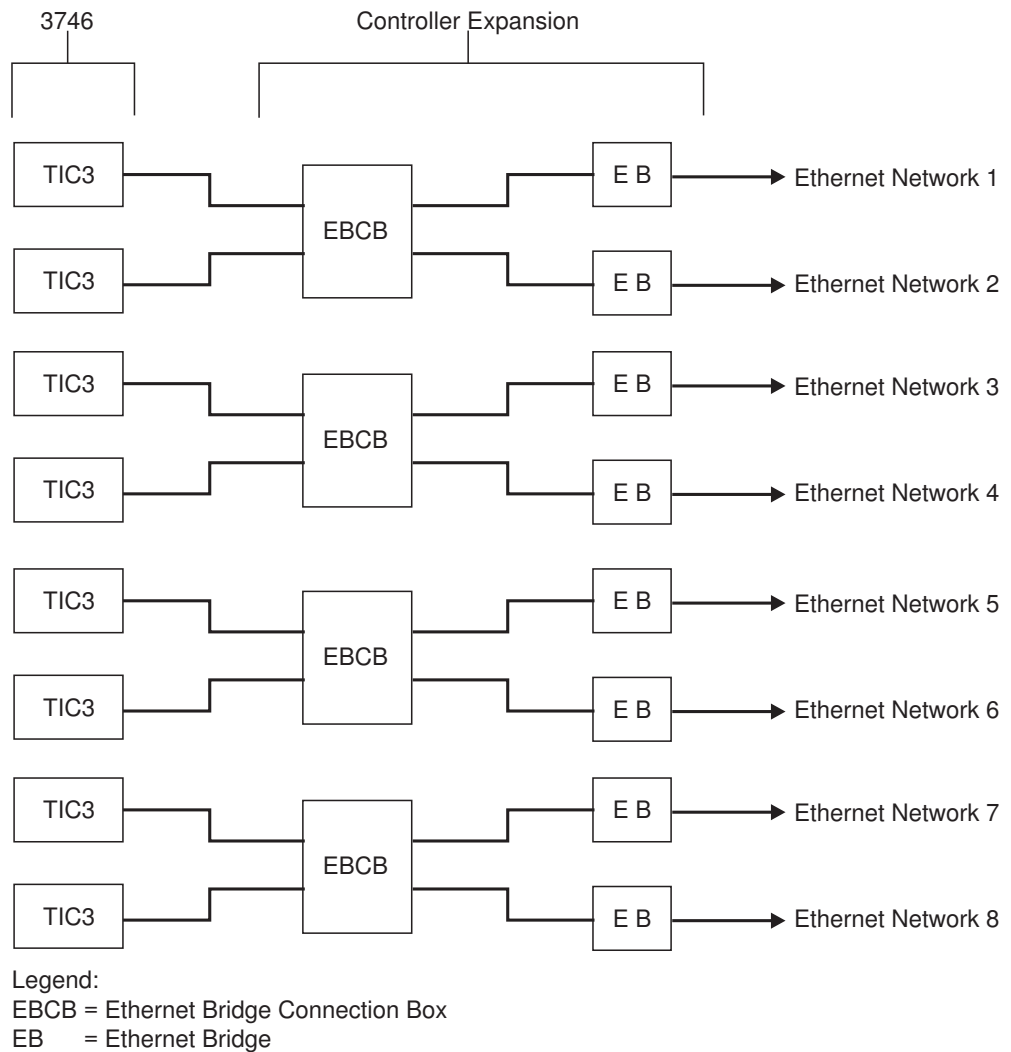 3746 Controller Expansion
TIC3 E B Ethernet Network 1
EBCB
TIC3 E B Ethernet Network 2
TIC3 E B Ethernet Network 3
EBCB
TIC3 E B Ethernet Network 4
TIC3 E B Ethernet Network 5
EBCB
TIC3 E B Ethernet Network 6
TIC3 E B Ethernet Network 7
EBCB
TIC3 E B Ethernet Network 8
Legend:
EBCB = Ethernet Bridge Connection Box
EB = Ethernet Bridge